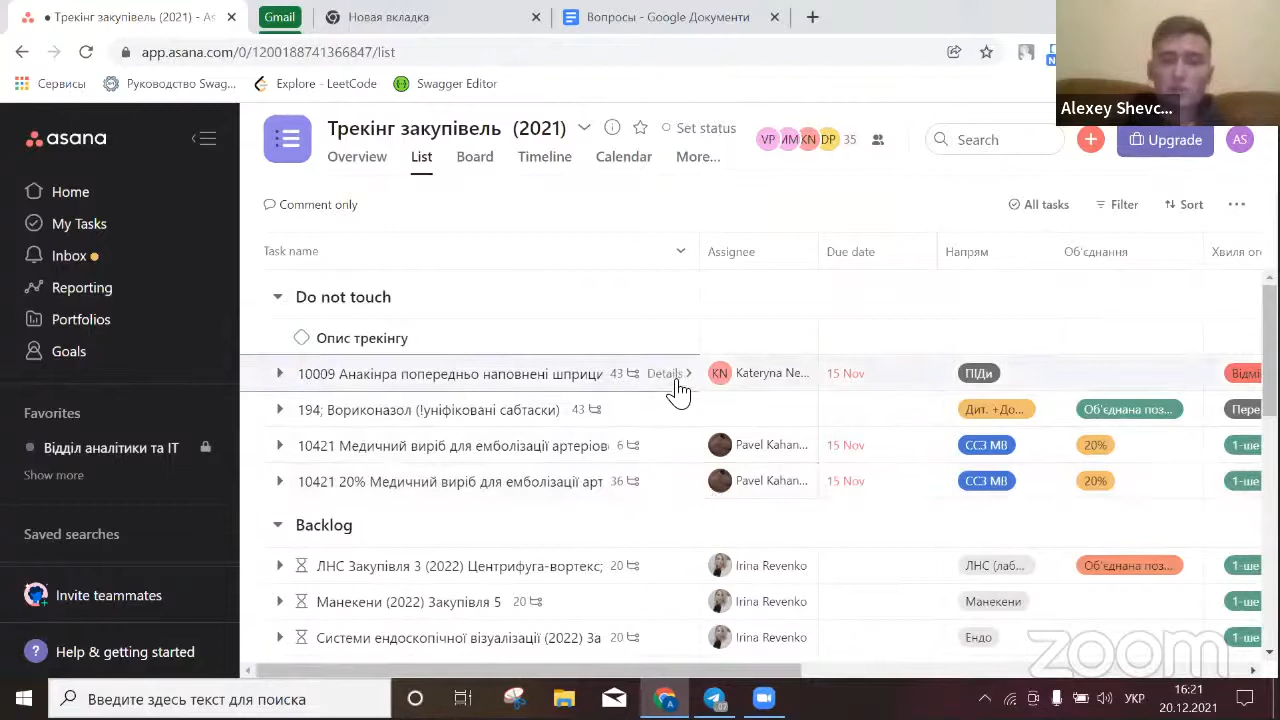 Трекінг закупівель (2021) - As
Gmail
Новая вкладка
Вопросы - Google Документи
app.asana.com/0/1200188741366847/list
Сервисы
Руководство Swag...
Explore - LeetCode
Swagger Editor
Alexey Shevc...
asana
Трекінг закупівель (2021)
Set status
VP
MM
KN
DP
35
Search
Upgrade
AS
Overview
List
Board
Timeline
Calendar
More...
Home
My Tasks
Inbox
Reporting
Portfolios
Goals
Favorites
Відділ аналітики та IT
Show more
Saved searches
Invite teammates
? Help & getting started
Comment only
All tasks
Filter
Sort
Task name
Assignee
Due date
Напрям
Об'єднання
Хвиля ог
Do not touch
Опис трекінгу
10009 Анакінра попередньо наповнені шприци 43 Details KN Kateryna Ne... 15 Nov ПІДи Відмі
194; Вориконазол (!уніфіковані сабтаски) 43 Дит. +До... Об'єднана поз... Пере
10421 Медичний виріб для емболізації артеріов 6 Pavel Kahan... 15 Nov ССЗ МВ 20% 1-ше
10421 20% Медичний виріб для емболізації арт 36 Pavel Kahan... 15 Nov ССЗ МВ 20% 1-ше
Backlog
ЛНС Закупівля 3 (2022) Центрифуга-вортекс; 20 Irina Revenko ЛНС (лаб... Об'єднана поз... 1-ше
Манекени (2022) Закупівля 5 20 Irina Revenko Манекени 1-ше
Системи ендоскопічної візуалізації (2022) За 20 Irina Revenko Ендо 1-ше
zoom
Введите здесь текст для поиска
УКР
16:21
20.12.2021